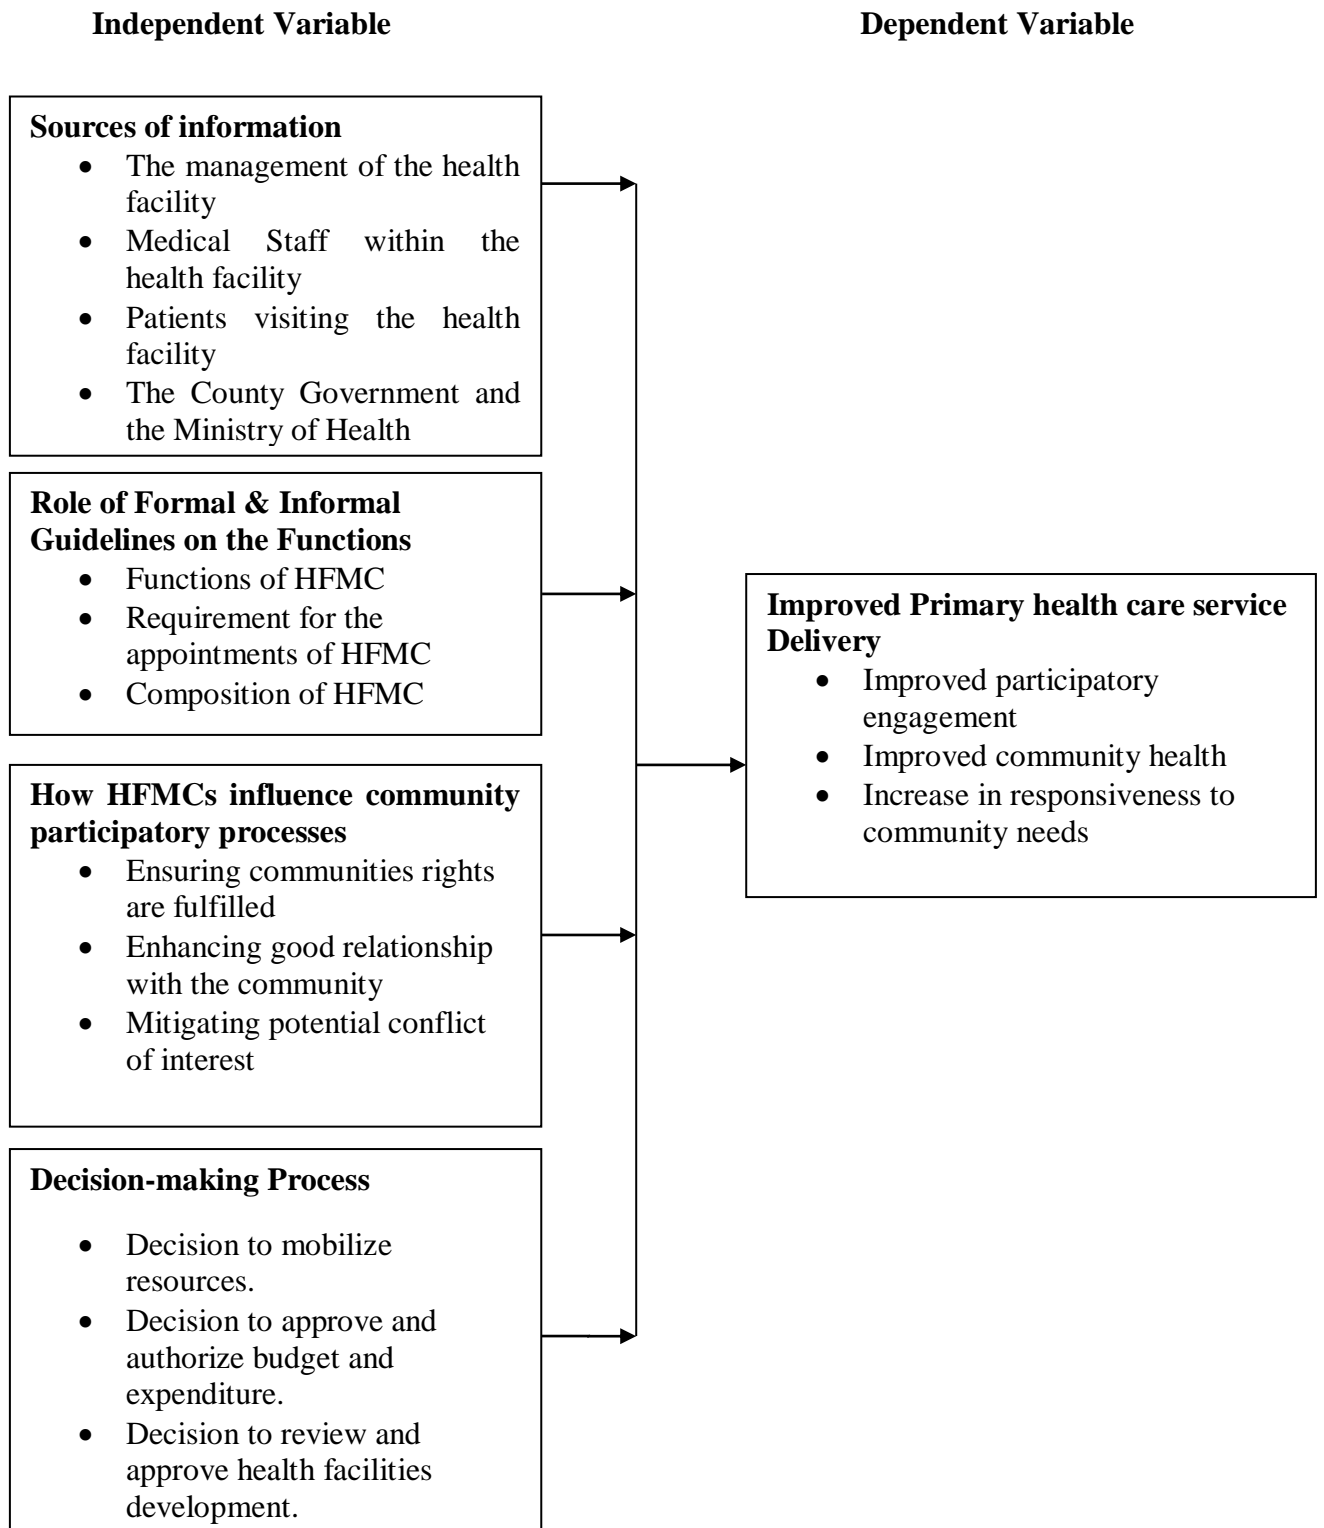 Independent Variable
Dependent Variable
Sources of information
• The management of the health
facility
• Medical Staff within the
health facility
• Patients visiting the health
facility
• The County Government and
the Ministry of Health
Role of Formal & Informal
Guidelines on the Functions
• Functions of HFMC
• Requirement for the
appointments of HFMC
• Composition of HFMC
How HFMCs influence community
participatory processes
• Ensuring communities rights
are fulfilled
• Enhancing good relationship
with the community
• Mitigating potential conflict
of interest
Decision-making Process
• Decision to mobilize
resources.
• Decision to approve and
authorize budget and
expenditure.
• Decision to review and
approve health facilities
development.
Improved Primary health care service
Delivery
• Improved participatory
engagement
• Improved community health
• Increase in responsiveness to
community needs